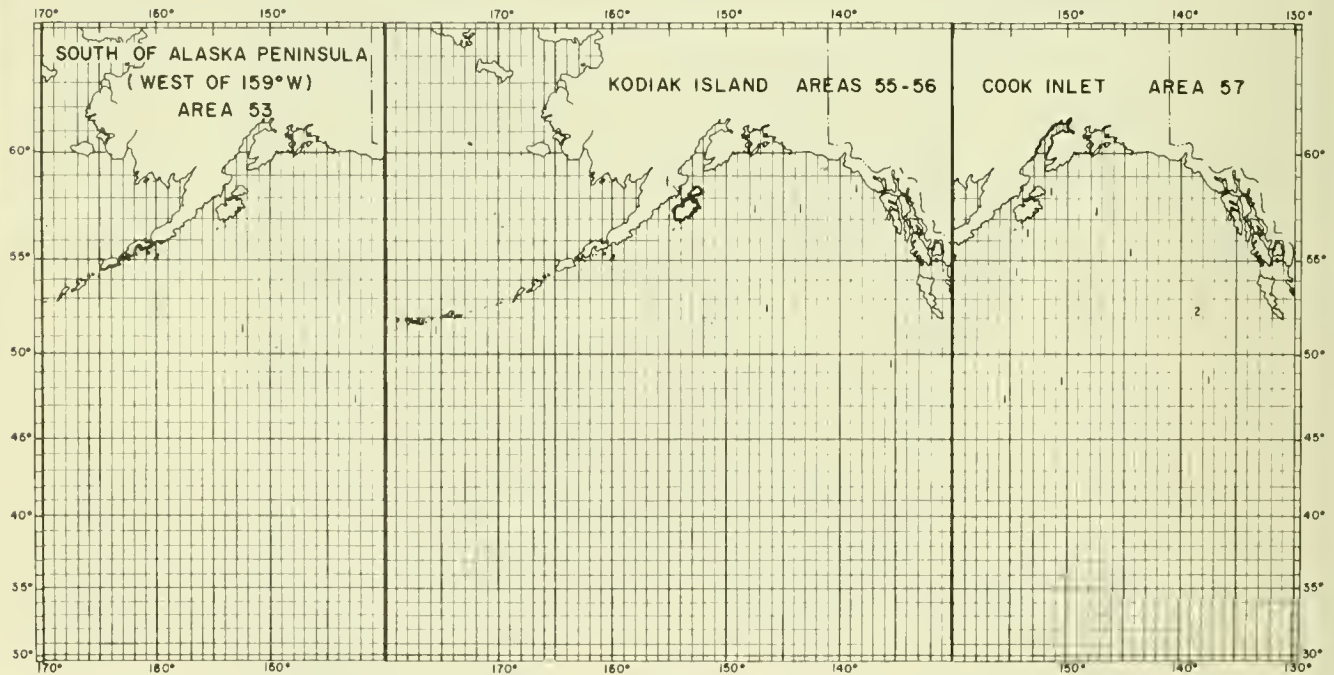 170° 160° 150° 170° 160° 150° 140° 150° 140° 130°
SOUTH OF ALASKA PENINSULA
(WEST OF 159°W)
AREA 53
KODIAK ISLAND AREAS 55-56
COOK INLET AREA 57
60° 60°
55° 55°
2
50° 50°
45° 45°
40° 40°
35° 35°
30° 30°
170° 160° 150° 170° 160° 150° 140° 150° 140° 130°